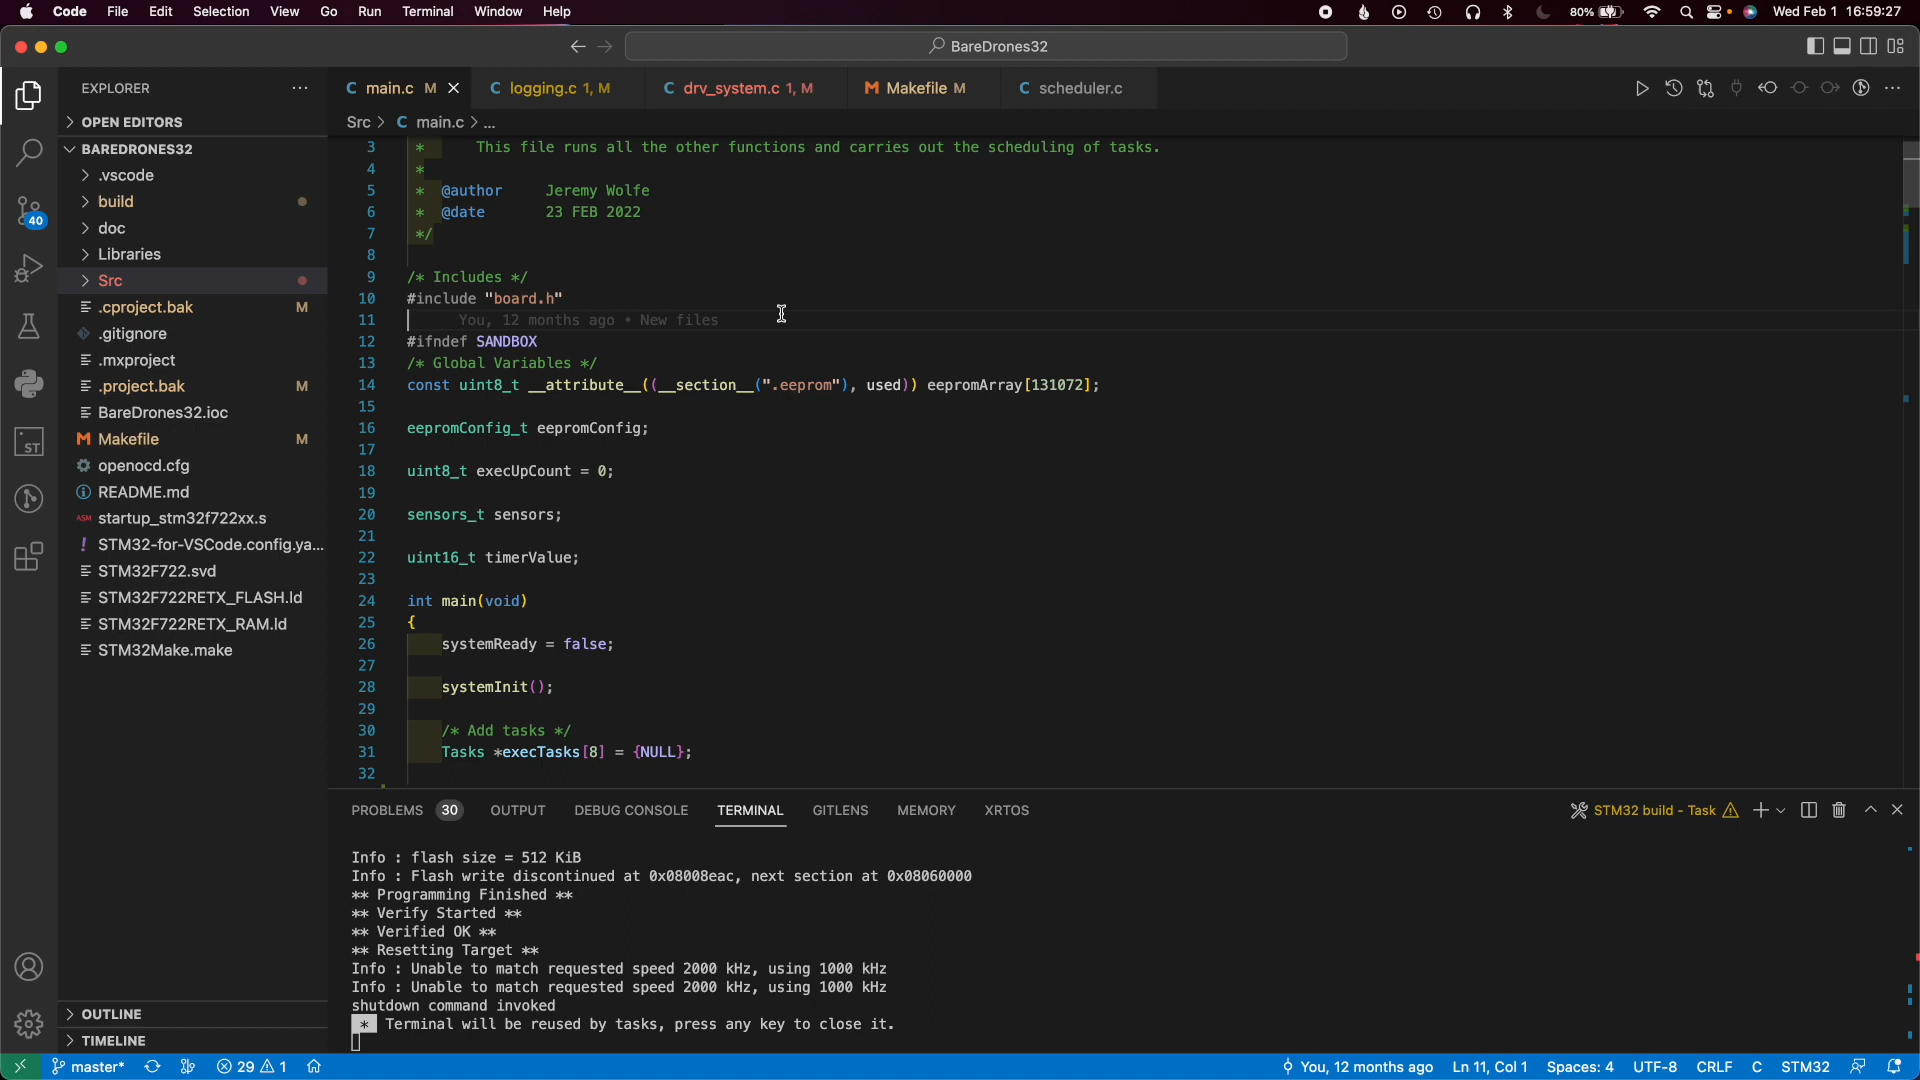 Code File Edit Selection View Go Run Terminal Window Help 80% Wed Feb 1 16:59:27
BareDrones32
EXPLORER
main.c M
logging.c 1, M
drv_system.c 1, M
Makefile M
scheduler.c
OPEN EDITORS
Src > C main.c > ...
BAREDRONES32
.vscode
build
doc
Libraries
Src
.cproject.bak M
.gitignore
.mxproject
.project.bak M
BareDrones32.ioc
Makefile M
openocd.cfg
README.md
startup_stm32f722xx.s
STM32-for-VSCode.config.ya...
STM32F722.svd
STM32F722RETX_FLASH.ld
STM32F722RETX_RAM.ld
STM32Make.make
OUTLINE
TIMELINE
40
3 * This file runs all the other functions and carries out the scheduling of tasks.
4 *
5 * @author Jeremy Wolfe
6 * @date 23 FEB 2022
7 */
8
9 /* Includes */
10 #include "board.h"
11 You, 12 months ago • New files
12 #ifndef SANDBOX
13 /* Global Variables */
14 const uint8_t __attribute__((__section__(".eeprom"), used)) eepromArray[131072];
15
16 eepromConfig_t eepromConfig;
17
18 uint8_t execUpCount = 0;
19
20 sensors_t sensors;
21
22 uint16_t timerValue;
23
24 int main(void)
25 {
26 systemReady = false;
27
28 systemInit();
29
30 /* Add tasks */
31 Tasks *execTasks[8] = {NULL};
32
PROBLEMS 30 OUTPUT DEBUG CONSOLE TERMINAL GITLENS MEMORY XRTOS STM32 build - Task
Info : flash size = 512 KiB
Info : Flash write discontinued at 0x08008eac, next section at 0x08060000
** Programming Finished **
** Verify Started **
** Verified OK **
** Resetting Target **
Info : Unable to match requested speed 2000 kHz, using 1000 kHz
Info : Unable to match requested speed 2000 kHz, using 1000 kHz
shutdown command invoked
* Terminal will be reused by tasks, press any key to close it.
master* 29 1 You, 12 months ago Ln 11, Col 1 Spaces: 4 UTF-8 CRLF C STM32